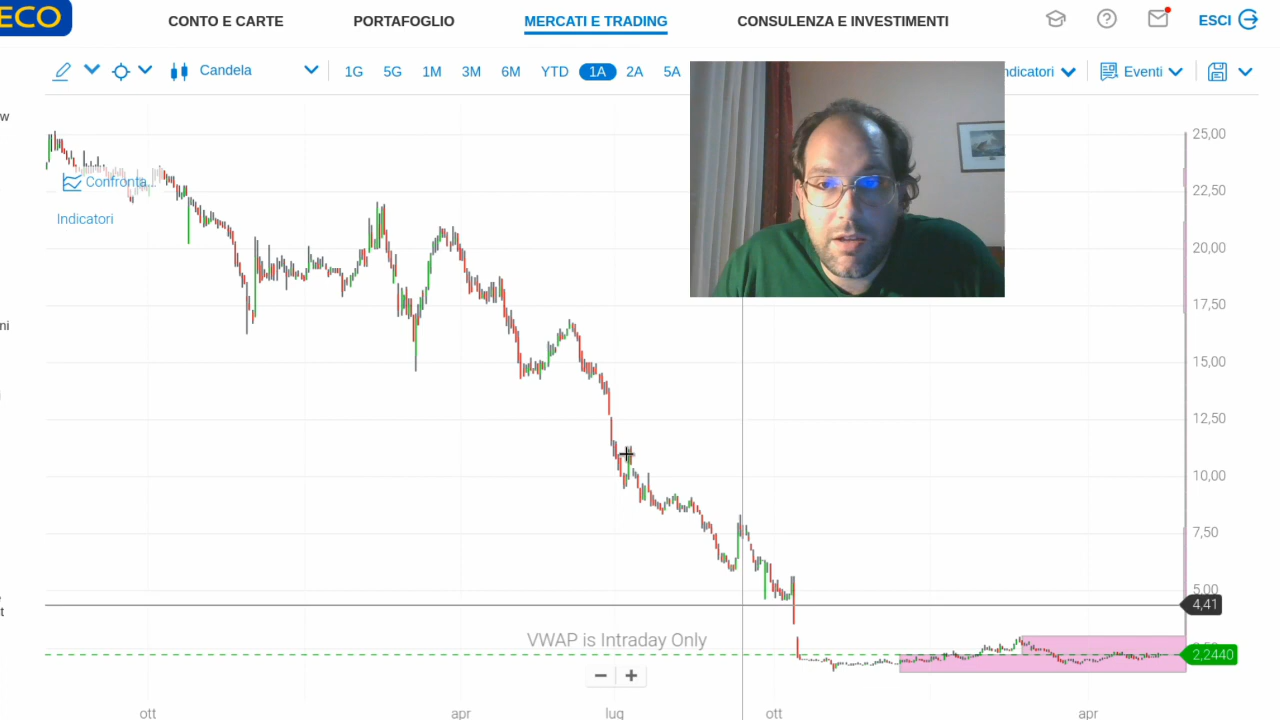 ECO
CONTO E CARTE PORTAFOGLIO MERCATI E TRADING CONSULENZA E INVESTIMENTI ESCI
Candela 1G 5G 1M 3M 6M YTD 1A 2A 5A ndicatori Eventi
w
25,00
Confronta...
22,50
Indicatori
20,00
17,50
ni
15,00
12,50
10,00
7,50
5,00
4,41
t
VWAP is Intraday Only
2,2440
ott apr lug ott apr